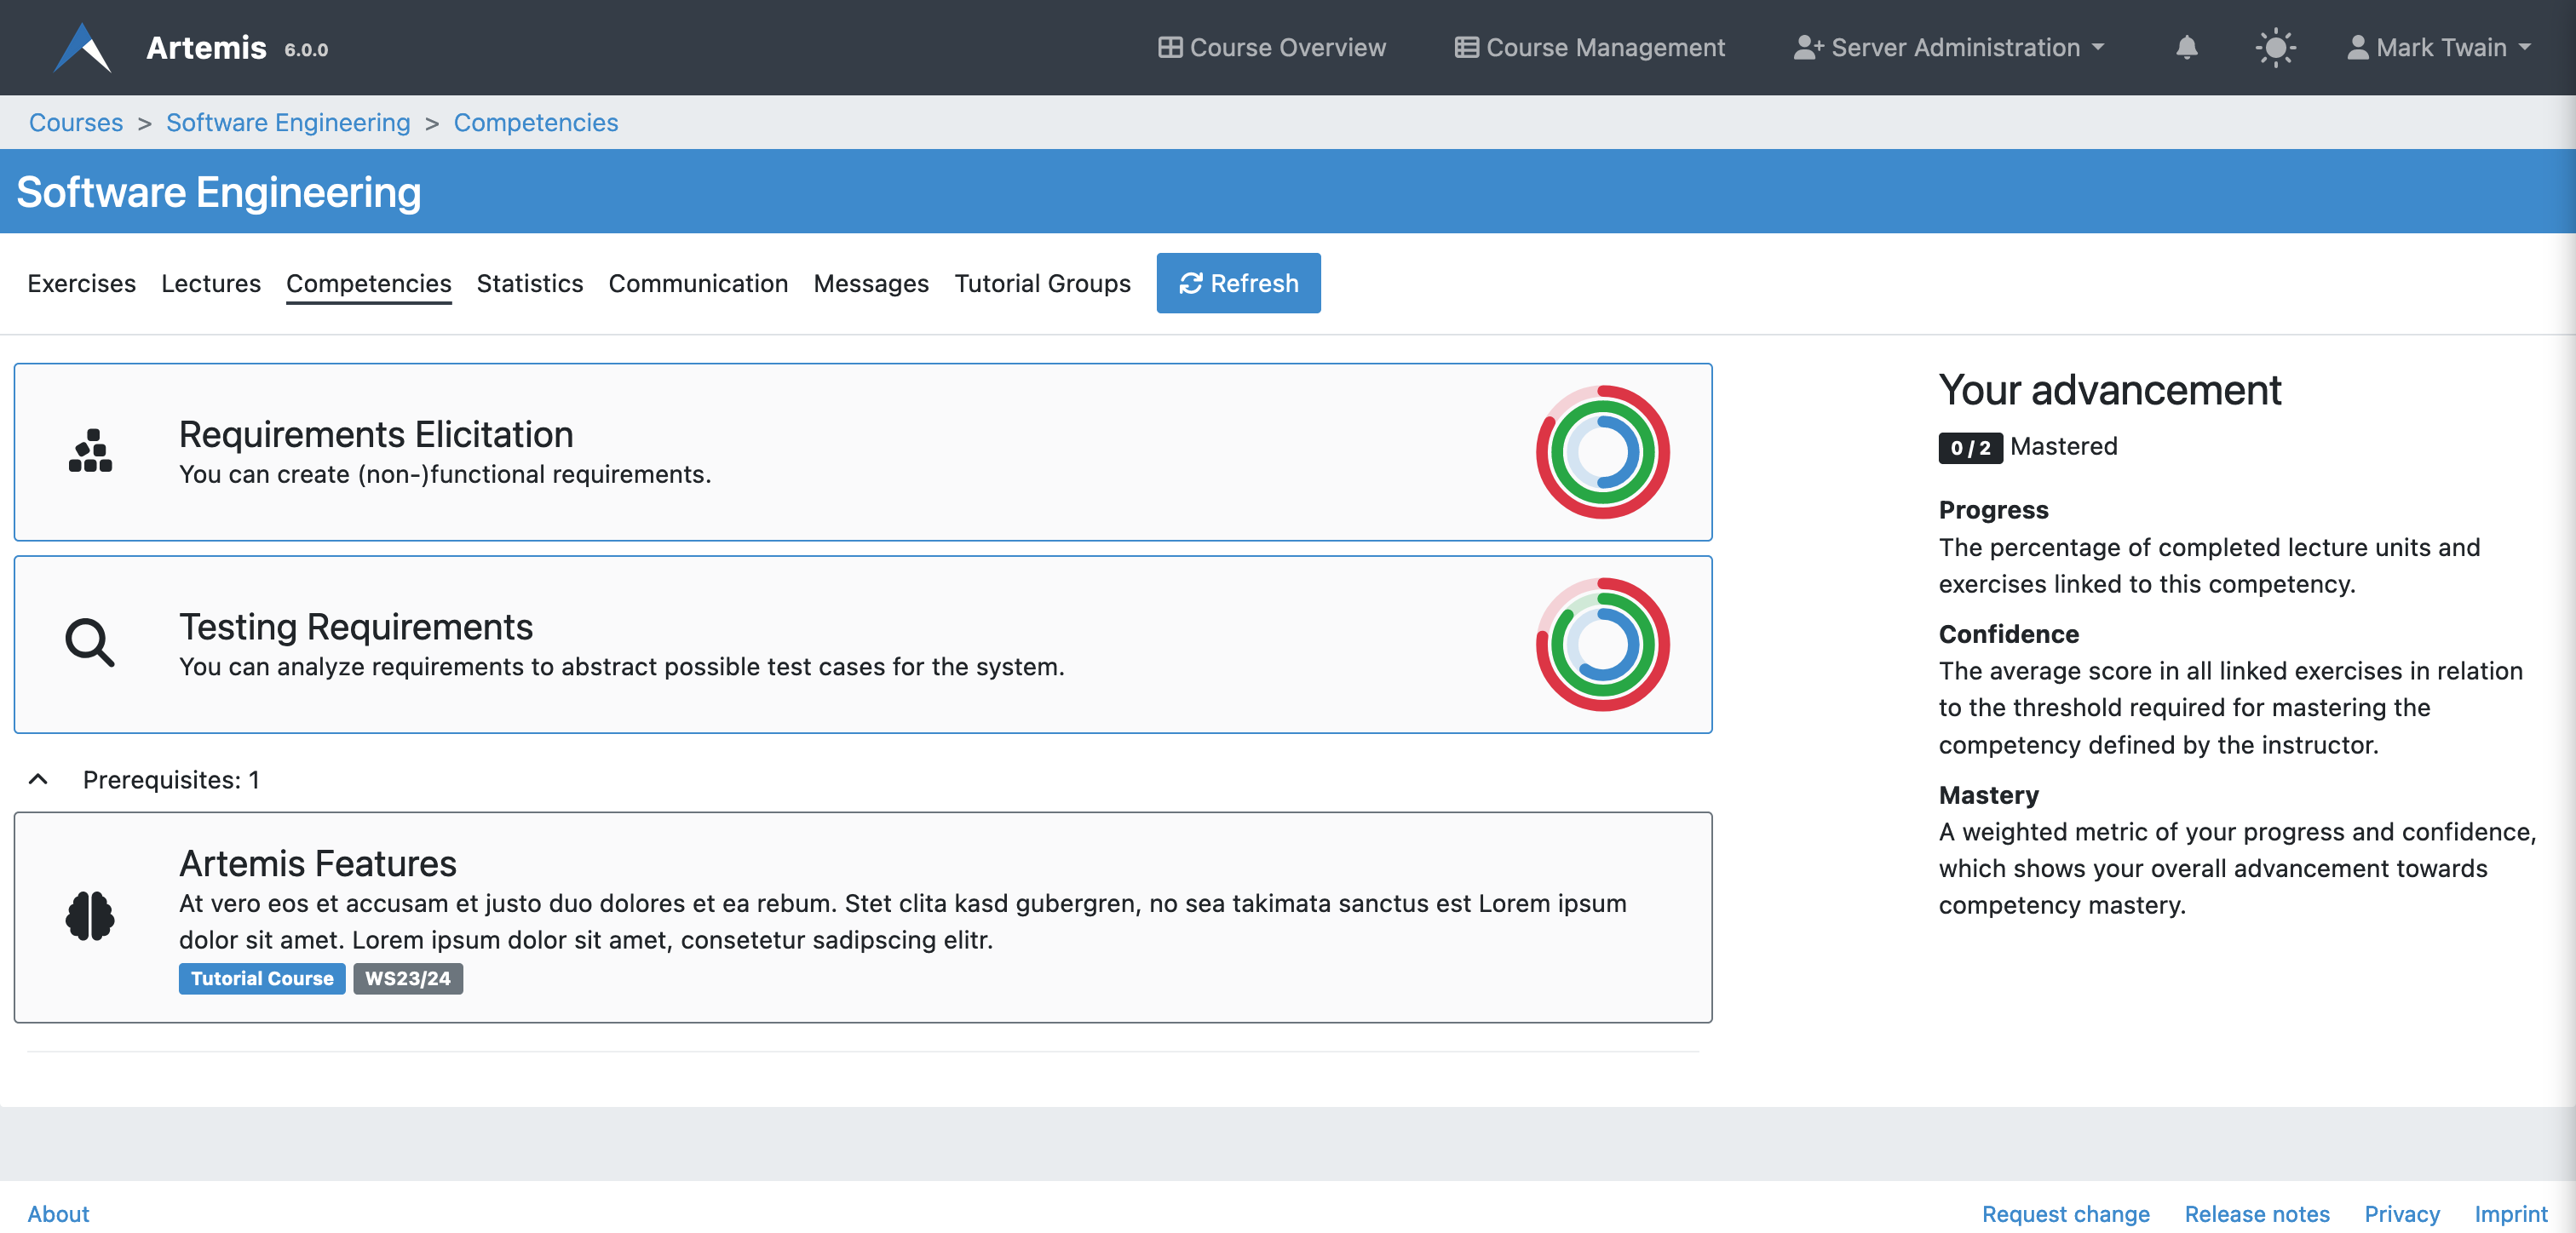 Artemis 6.0.0
Course Overview
Course Management
Server Administration
Mark Twain
Courses > Software Engineering > Competencies
Software Engineering
Exercises
Lectures
Competencies
Statistics
Communication
Messages
Tutorial Groups
Refresh
Requirements Elicitation
You can create (non-)functional requirements.
Testing Requirements
You can analyze requirements to abstract possible test cases for the system.
Prerequisites: 1
Artemis Features
At vero eos et accusam et justo duo dolores et ea rebum. Stet clita kasd gubergren, no sea takimata sanctus est Lorem ipsum
dolor sit amet. Lorem ipsum dolor sit amet, consetetur sadipscing elitr.
Tutorial Course
WS23/24
Your advancement
0 / 2 Mastered
Progress
The percentage of completed lecture units and
exercises linked to this competency.
Confidence
The average score in all linked exercises in relation
to the threshold required for mastering the
competency defined by the instructor.
Mastery
A weighted metric of your progress and confidence,
which shows your overall advancement towards
competency mastery.
About
Request change
Release notes
Privacy
Imprint